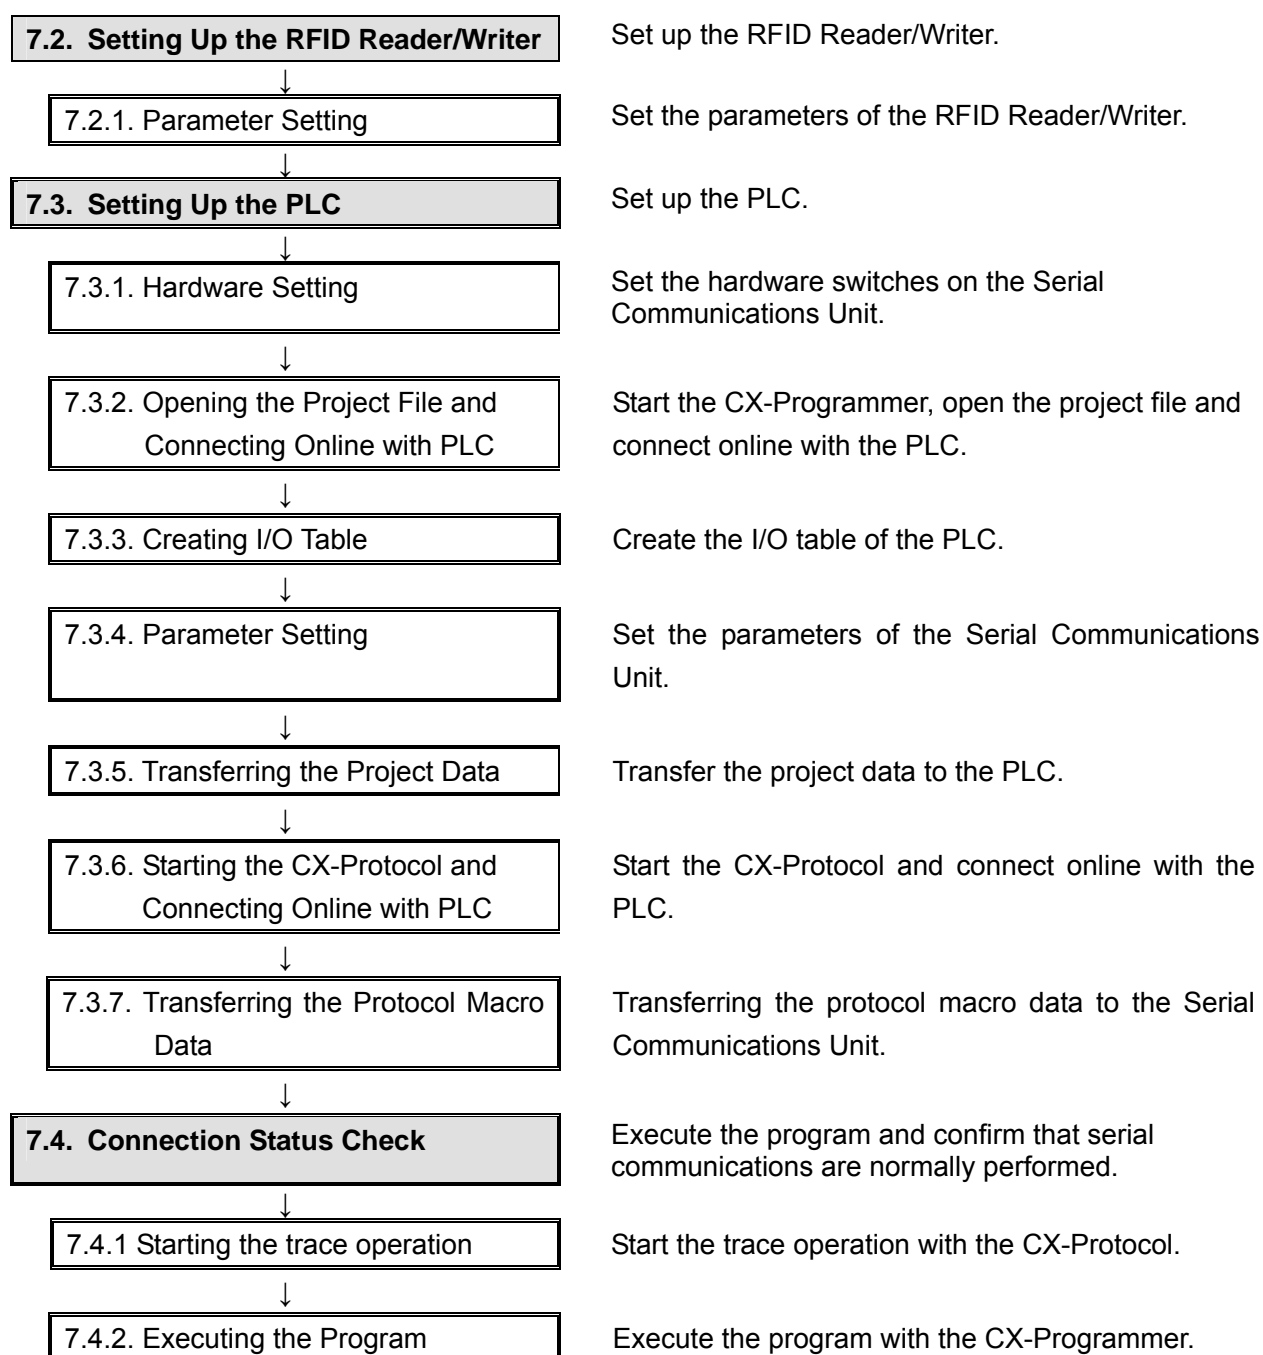 7.2. Setting Up the RFID Reader/Writer
Set up the RFID Reader/Writer.
↓
7.2.1. Parameter Setting
Set the parameters of the RFID Reader/Writer.
↓
7.3. Setting Up the PLC
Set up the PLC.
↓
7.3.1. Hardware Setting
Set the hardware switches on the Serial
Communications Unit.
↓
7.3.2. Opening the Project File and
Connecting Online with PLC
Start the CX-Programmer, open the project file and
connect online with the PLC.
↓
7.3.3. Creating I/O Table
Create the I/O table of the PLC.
↓
7.3.4. Parameter Setting
Set the parameters of the Serial Communications
Unit.
↓
7.3.5. Transferring the Project Data
Transfer the project data to the PLC.
↓
7.3.6. Starting the CX-Protocol and
Connecting Online with PLC
Start the CX-Protocol and connect online with the
PLC.
↓
7.3.7. Transferring the Protocol Macro
Data
Transferring the protocol macro data to the Serial
Communications Unit.
↓
7.4. Connection Status Check
Execute the program and confirm that serial
communications are normally performed.
↓
7.4.1 Starting the trace operation
Start the trace operation with the CX-Protocol.
↓
7.4.2. Executing the Program
Execute the program with the CX-Programmer.